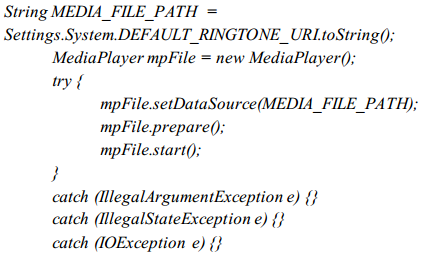 String MEDIA_FILE_PATH =
Settings.System.DEFAULT_RINGTONE_URI.toString();
MediaPlayer mpFile = new MediaPlayer();
try {
mpFile.setDataSource(MEDIA_FILE_PATH);
mpFile.prepare();
mpFile.start();
}
catch (IllegalArgumentException e) {}
catch (IllegalStateException e) {}
catch (IOException e) {}